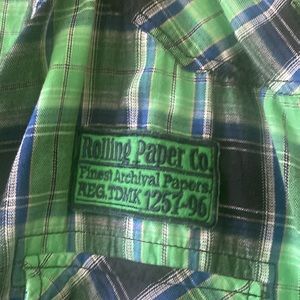 Rolling Paper Co.
Finest Archival Papers.
REG.TDMK 1257-96